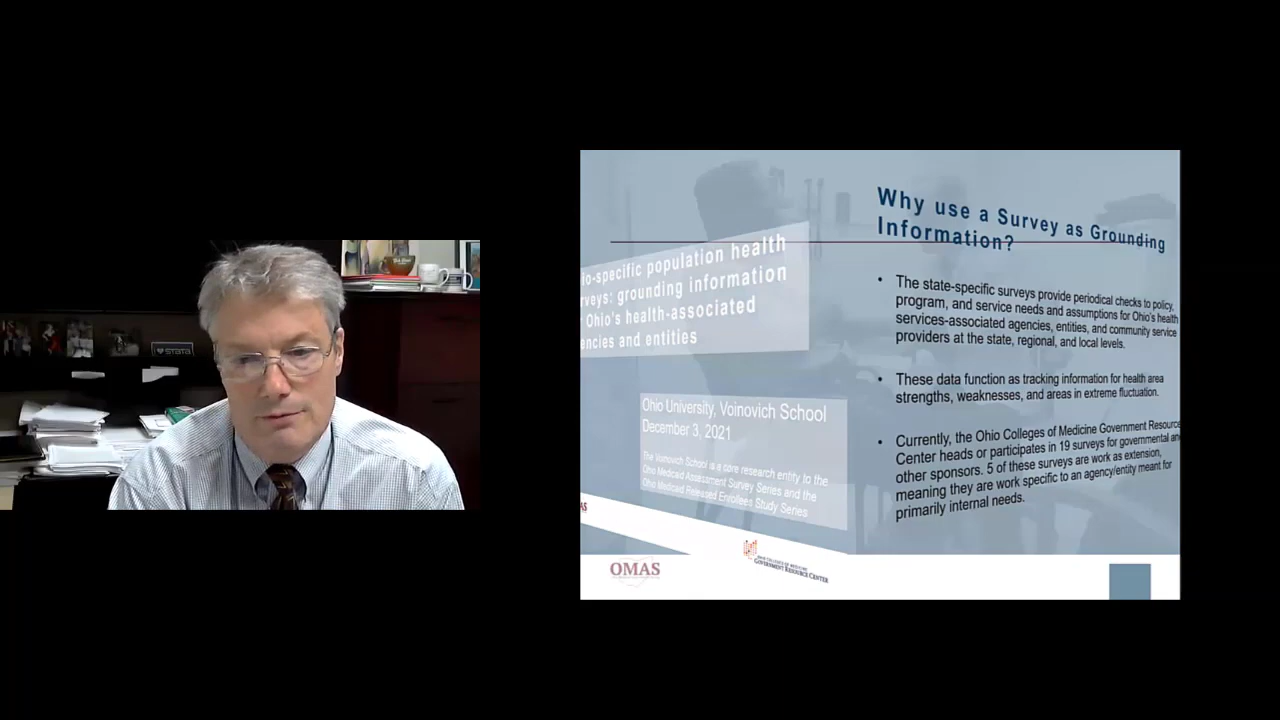 STATA
io-specific population health
rveys: grounding information
Ohio's health-associated
encies and entities
Ohio University, Voinovich School
December 3, 2021
The Voinovich School is a core research entity to the
Ohio Medicaid Assessment Survey Series and the
Ohio Medicaid Released Enrollees Study Series
Why use a Survey as Grounding
Information?
• The state-specific surveys provide periodical checks to policy,
program, and service needs and assumptions for Ohio's health
services-associated agencies, entities, and community service
providers at the state, regional, and local levels.
• These data function as tracking information for health area
strengths, weaknesses, and areas in extreme fluctuation.
• Currently, the Ohio Colleges of Medicine Government Resource
Center heads or participates in 19 surveys for governmental an
other sponsors. 5 of these surveys are work as extension,
meaning they are work specific to an agency/entity meant for
primarily internal needs.
OMAS
OHIO COLLEGES OF MEDICINE
GOVERNMENT RESOURCE CENTER